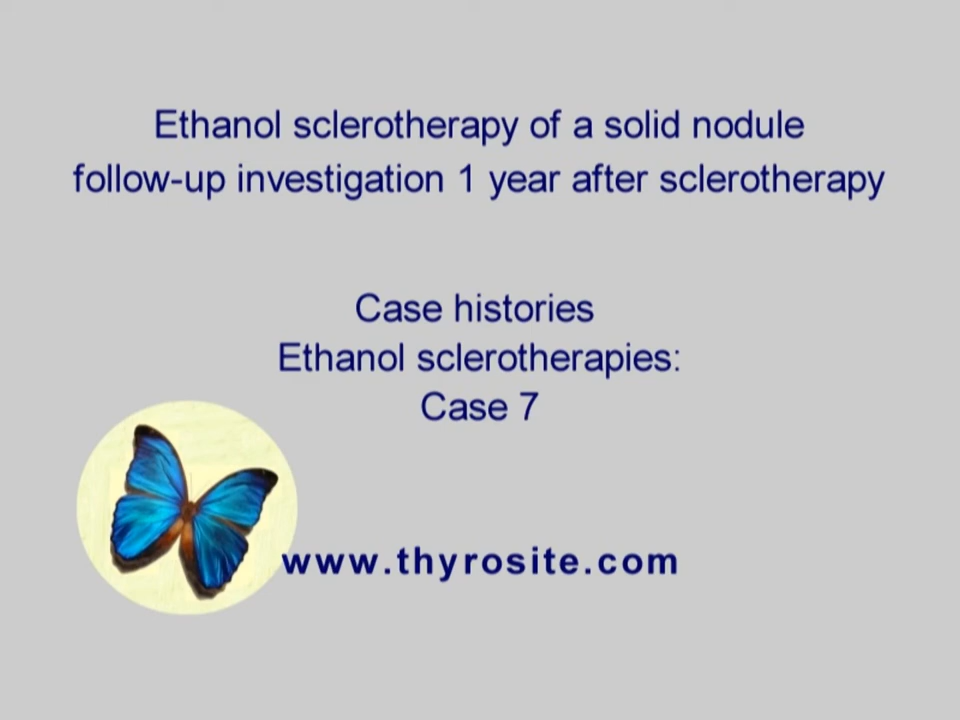 Ethanol sclerotherapy of a solid nodule
follow-up investigation 1 year after sclerotherapy
Case histories
Ethanol sclerotherapies:
Case 7
www.thyrosite.com